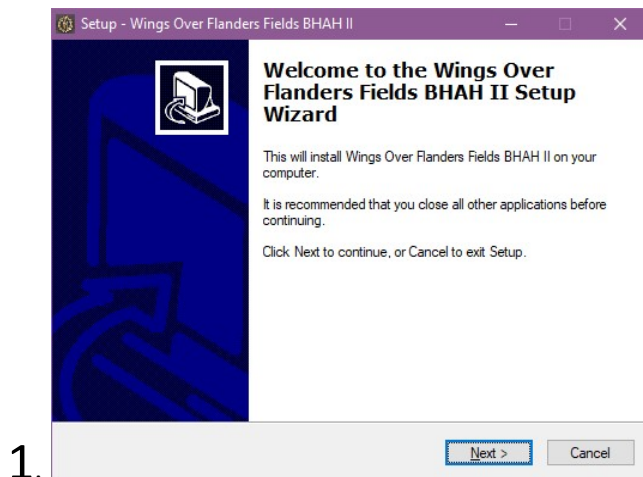 Setup - Wings Over Flanders Fields BHAH II
Welcome to the Wings Over
Flanders Fields BHAH II Setup
Wizard
This will install Wings Over Flanders Fields BHAH II on your
computer.
It is recommended that you close all other applications before
continuing.
Click Next to continue, or Cancel to exit Setup.
Next >
Cancel
1.